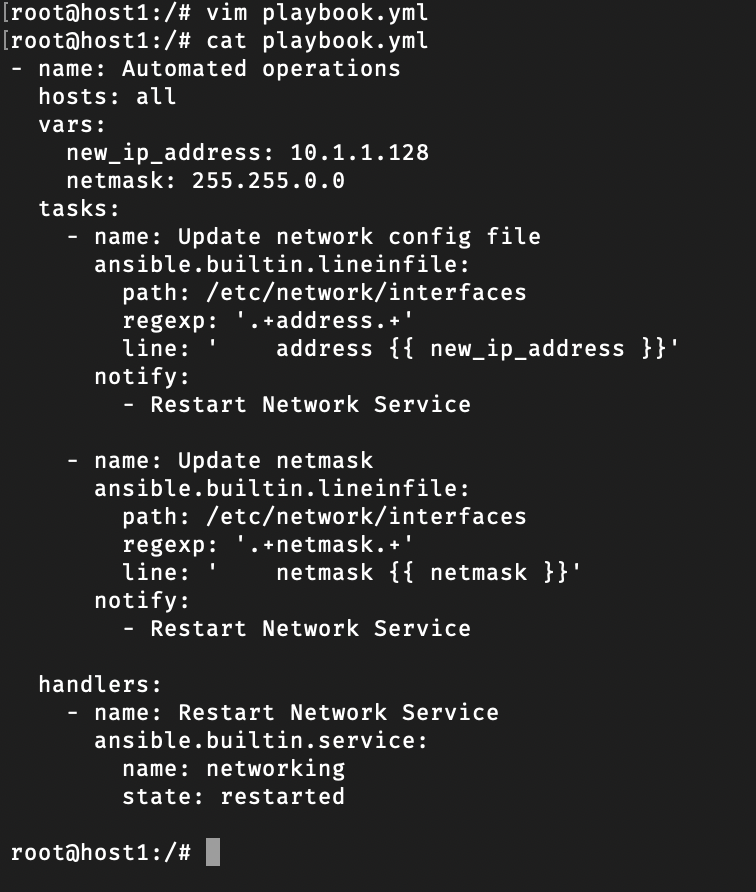 [root@host1:/# vim playbook.yml
[root@host1:/# cat playbook.yml
- name: Automated operations
  hosts: all
  vars:
    new_ip_address: 10.1.1.128
    netmask: 255.255.0.0
  tasks:
    - name: Update network config file
      ansible.builtin.lineinfile:
        path: /etc/network/interfaces
        regexp: '.+address.+'
        line: '    address {{ new_ip_address }}'
      notify:
        - Restart Network Service

    - name: Update netmask
      ansible.builtin.lineinfile:
        path: /etc/network/interfaces
        regexp: '.+netmask.+'
        line: '    netmask {{ netmask }}'
      notify:
        - Restart Network Service

  handlers:
    - name: Restart Network Service
      ansible.builtin.service:
        name: networking
        state: restarted

root@host1:/#